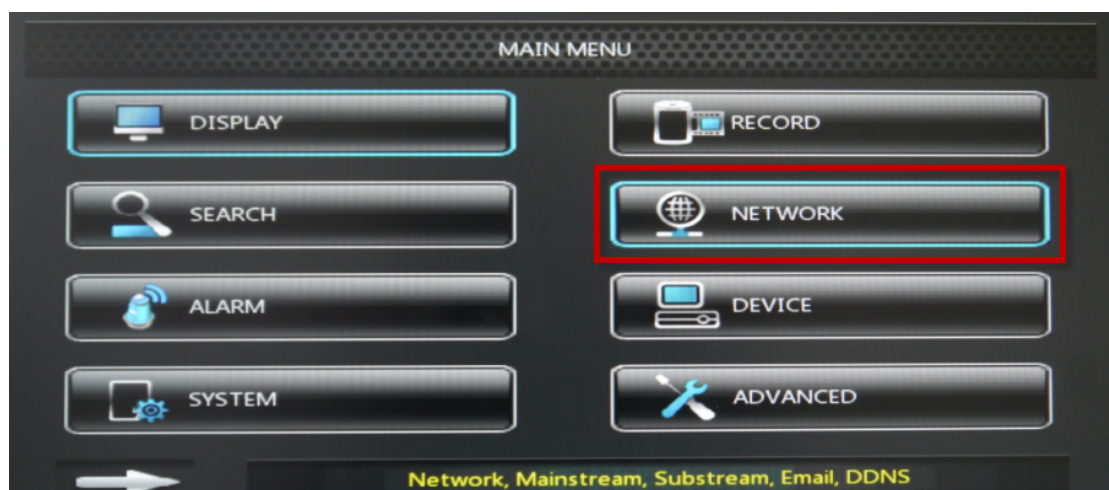 MAIN MENU
DISPLAY
RECORD
SEARCH
NETWORK
ALARM
DEVICE
SYSTEM
ADVANCED
Network, Mainstream, Substream, Email, DDNS